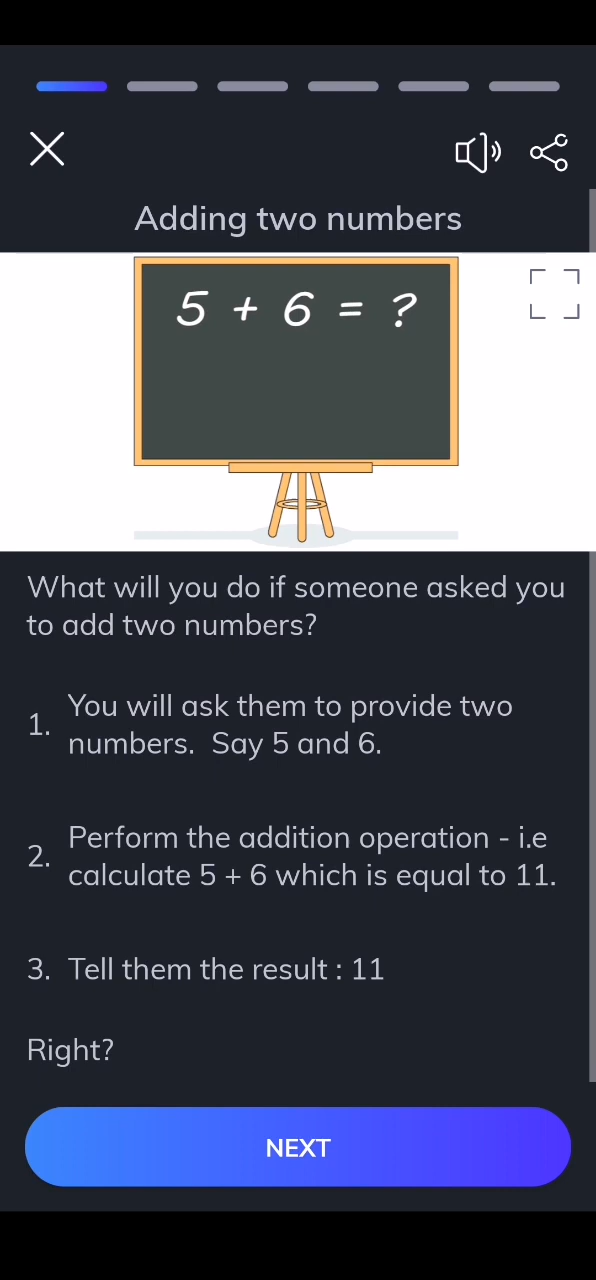 Adding two numbers
5 + 6 = ?
What will you do if someone asked you
to add two numbers?
1. You will ask them to provide two
numbers.  Say 5 and 6.
2. Perform the addition operation - i.e
calculate 5 + 6 which is equal to 11.
3. Tell them the result : 11
Right?
NEXT